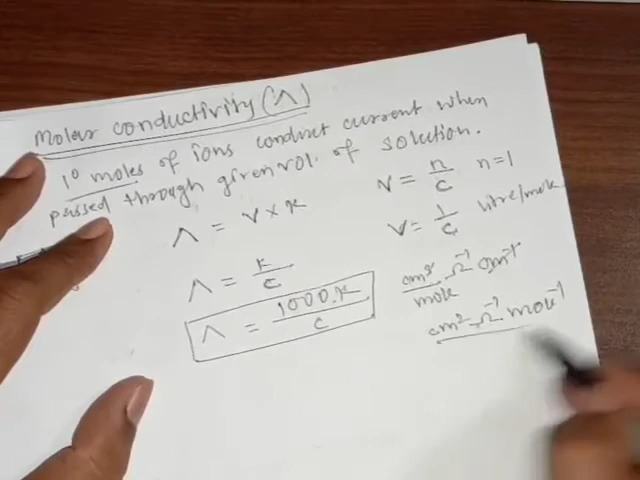 Molar conductivity (Λ)
1⁰ moles of ions conduct current when
passed through given vol. of solution.
Λ = V × κ
V = n/c n=1
V = 1/c litre/mole
Λ = κ/c
Λ = 1000.κ/c
cm³/mole Ω⁻¹ cm⁻¹
cm² Ω⁻¹ mole⁻¹